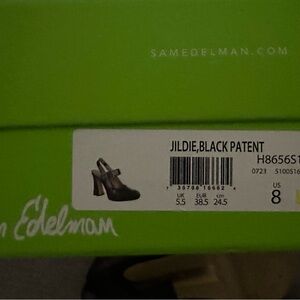 SAMEDELMAN.COM
JILDIE,BLACK PATENT
H8656S1
0723
UK EUR cm
5.5 38.5 24.5
US
8
Edelman